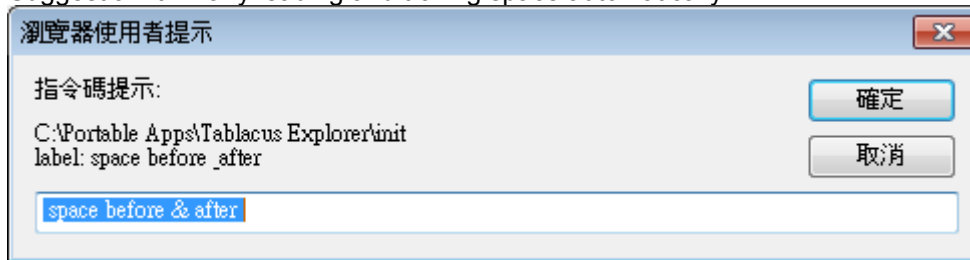 瀏覽器使用者提示
指令碼提示:
確定
C:\Portable Apps\Tablacus Explorer\init
label: space before _after
取消
space before & after